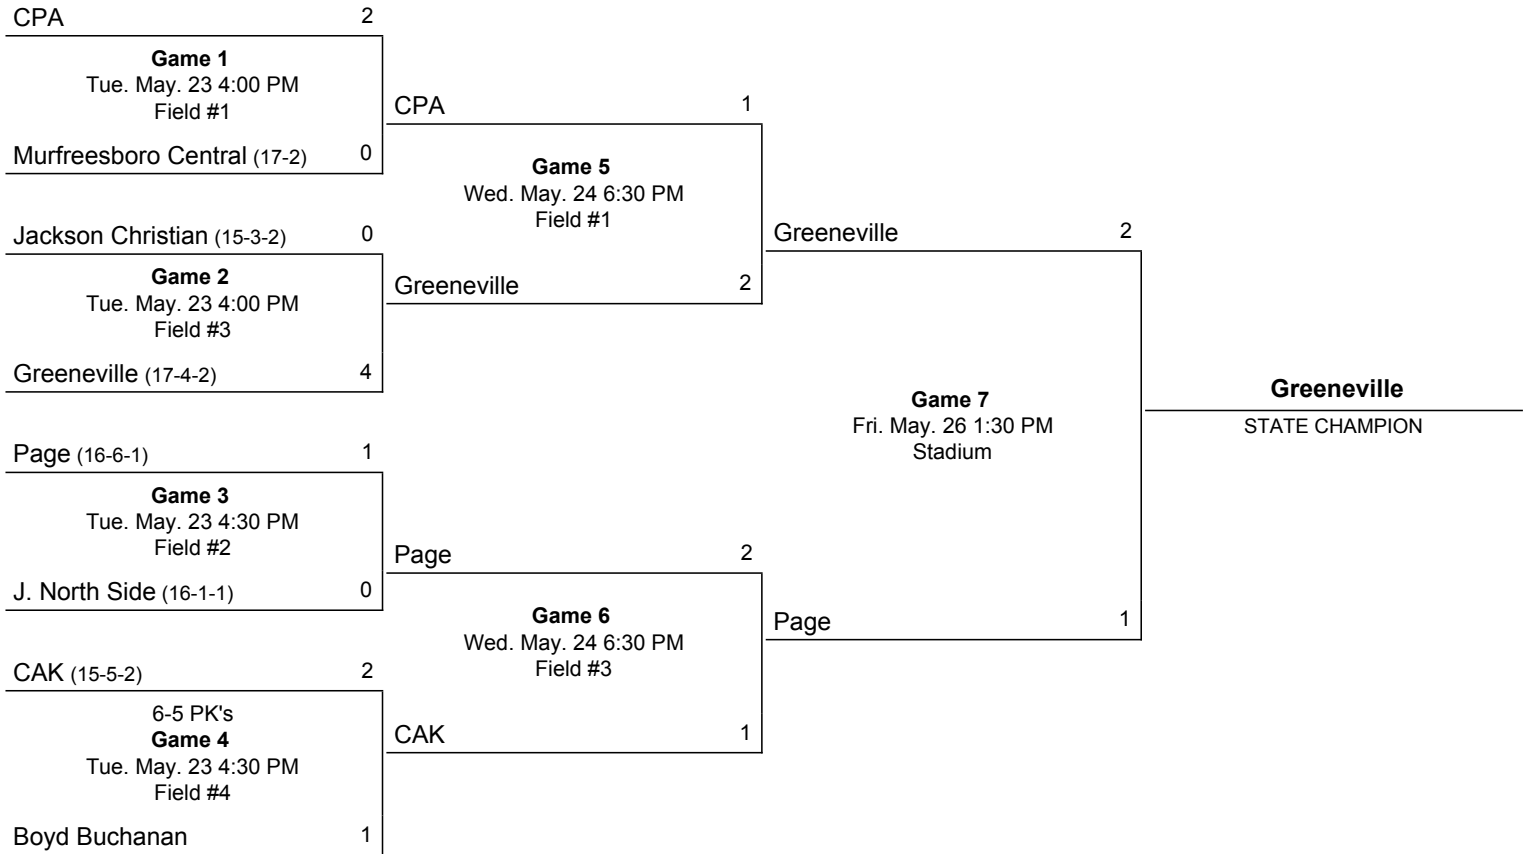 CPA 2
Game 1
Tue. May. 23 4:00 PM
Field #1
Murfreesboro Central (17-2) 0
Jackson Christian (15-3-2) 0
Game 2
Tue. May. 23 4:00 PM
Field #3
Greeneville (17-4-2) 4
Page (16-6-1) 1
Game 3
Tue. May. 23 4:30 PM
Field #2
J. North Side (16-1-1) 0
CAK (15-5-2) 2
6-5 PK's
Game 4
Tue. May. 23 4:30 PM
Field #4
Boyd Buchanan 1
CPA 1
Game 5
Wed. May. 24 6:30 PM
Field #1
Greeneville 2
Page 2
Game 6
Wed. May. 24 6:30 PM
Field #3
CAK 1
Greeneville 2
Game 7
Fri. May. 26 1:30 PM
Stadium
Page 1
Greeneville
STATE CHAMPION